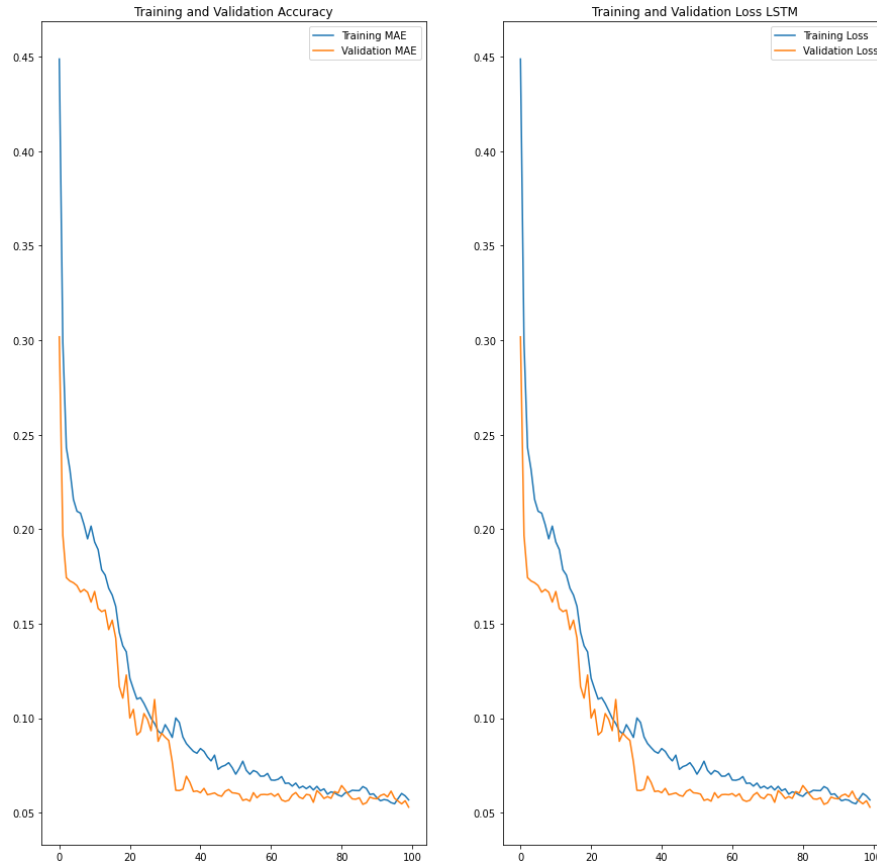 Training and Validation Accuracy
Training MAE
Validation MAE
0.45
0.40
0.35
0.30
0.25
0.20
0.15
0.10
0.05
0 20 40 60 80 100
Training and Validation Loss LSTM
Training Loss
Validation Loss
0.45
0.40
0.35
0.30
0.25
0.20
0.15
0.10
0.05
0 20 40 60 80 100